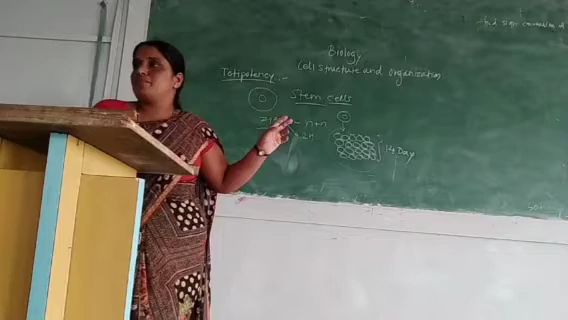 Biology
Cell structure and organization
Totipotency :-
Stem cells
- n+n
2n
14 Day